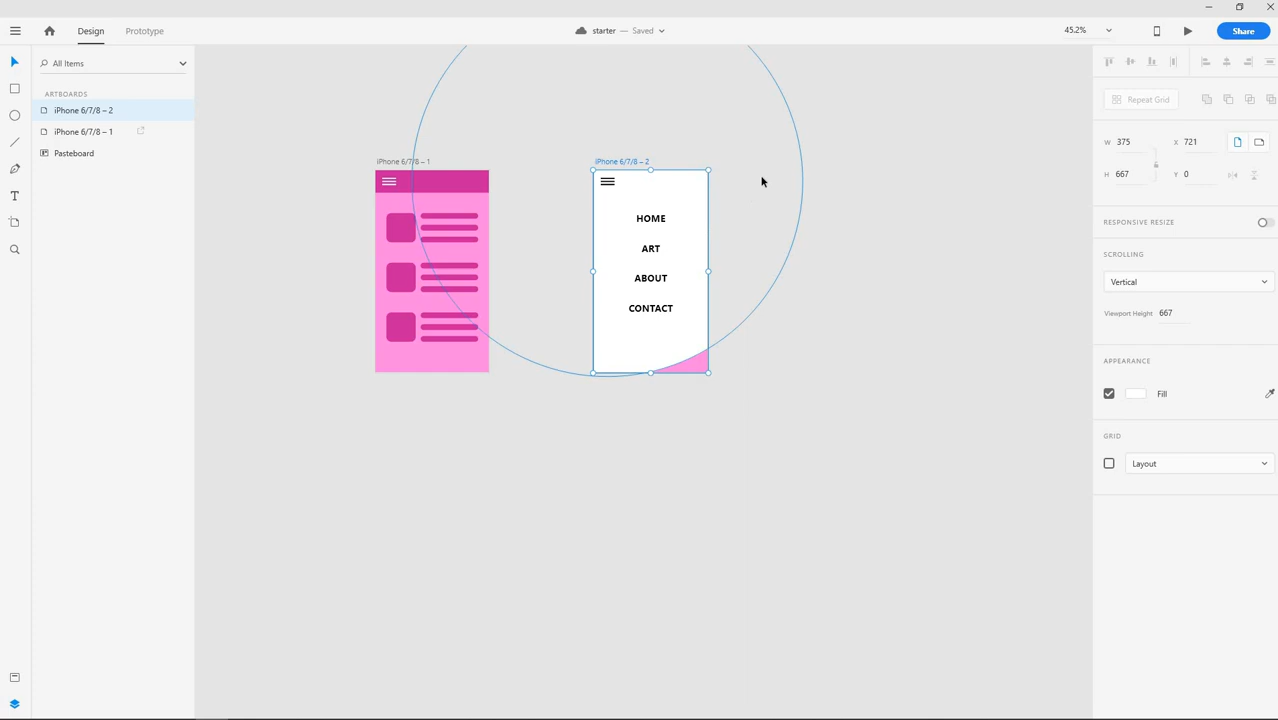 Design
Prototype
starter — Saved
45.2%
Share
All Items
ARTBOARDS
iPhone 6/7/8 – 2
iPhone 6/7/8 – 1
Pasteboard
iPhone 6/7/8 – 1
iPhone 6/7/8 – 2
HOME
ART
ABOUT
CONTACT
Repeat Grid
W 375 X 721
H 667 Y 0
RESPONSIVE RESIZE
SCROLLING
Vertical
Viewport Height 667
APPEARANCE
Fill
GRID
Layout